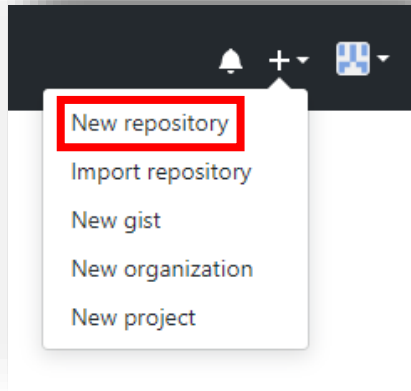 New repository
Import repository
New gist
New organization
New project